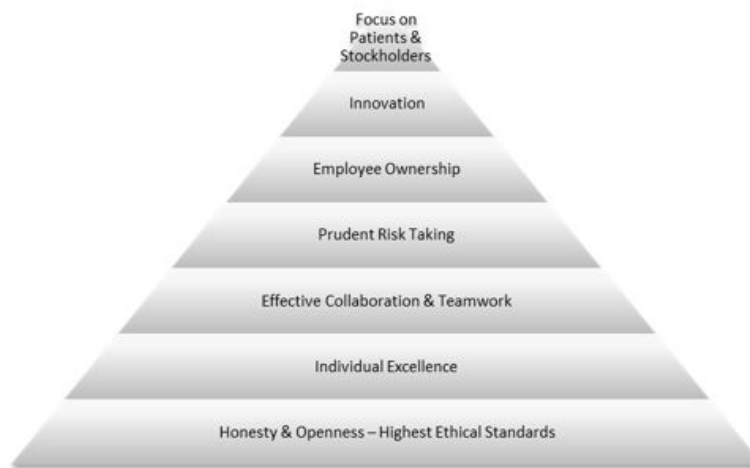 Focus on
Patients &
Stockholders
Innovation
Employee Ownership
Prudent Risk Taking
Effective Collaboration & Teamwork
Individual Excellence
Honesty & Openness – Highest Ethical Standards